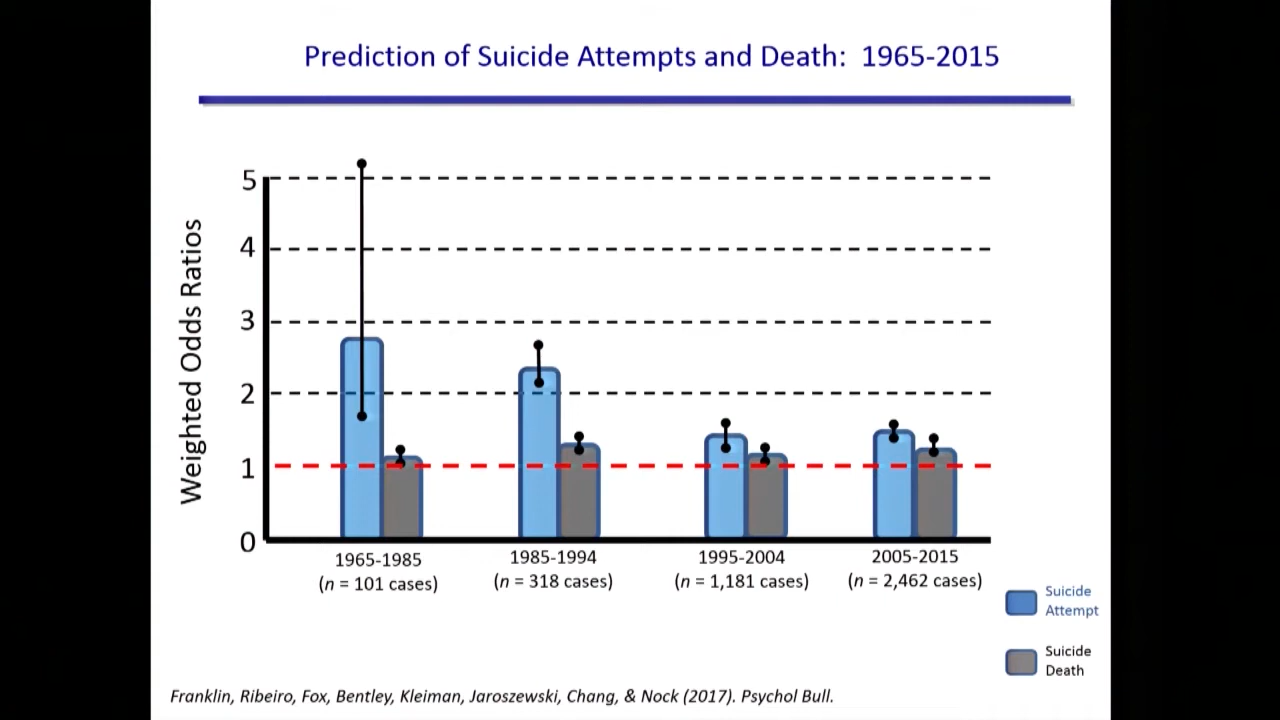 Prediction of Suicide Attempts and Death: 1965-2015
Weighted Odds Ratios
5
4
3
2
1
0
1965-1985
(n = 101 cases)
1985-1994
(n = 318 cases)
1995-2004
(n = 1,181 cases)
2005-2015
(n = 2,462 cases)
Suicide
Attempt
Suicide
Death
Franklin, Ribeiro, Fox, Bentley, Kleiman, Jaroszewski, Chang, & Nock (2017). Psychol Bull.